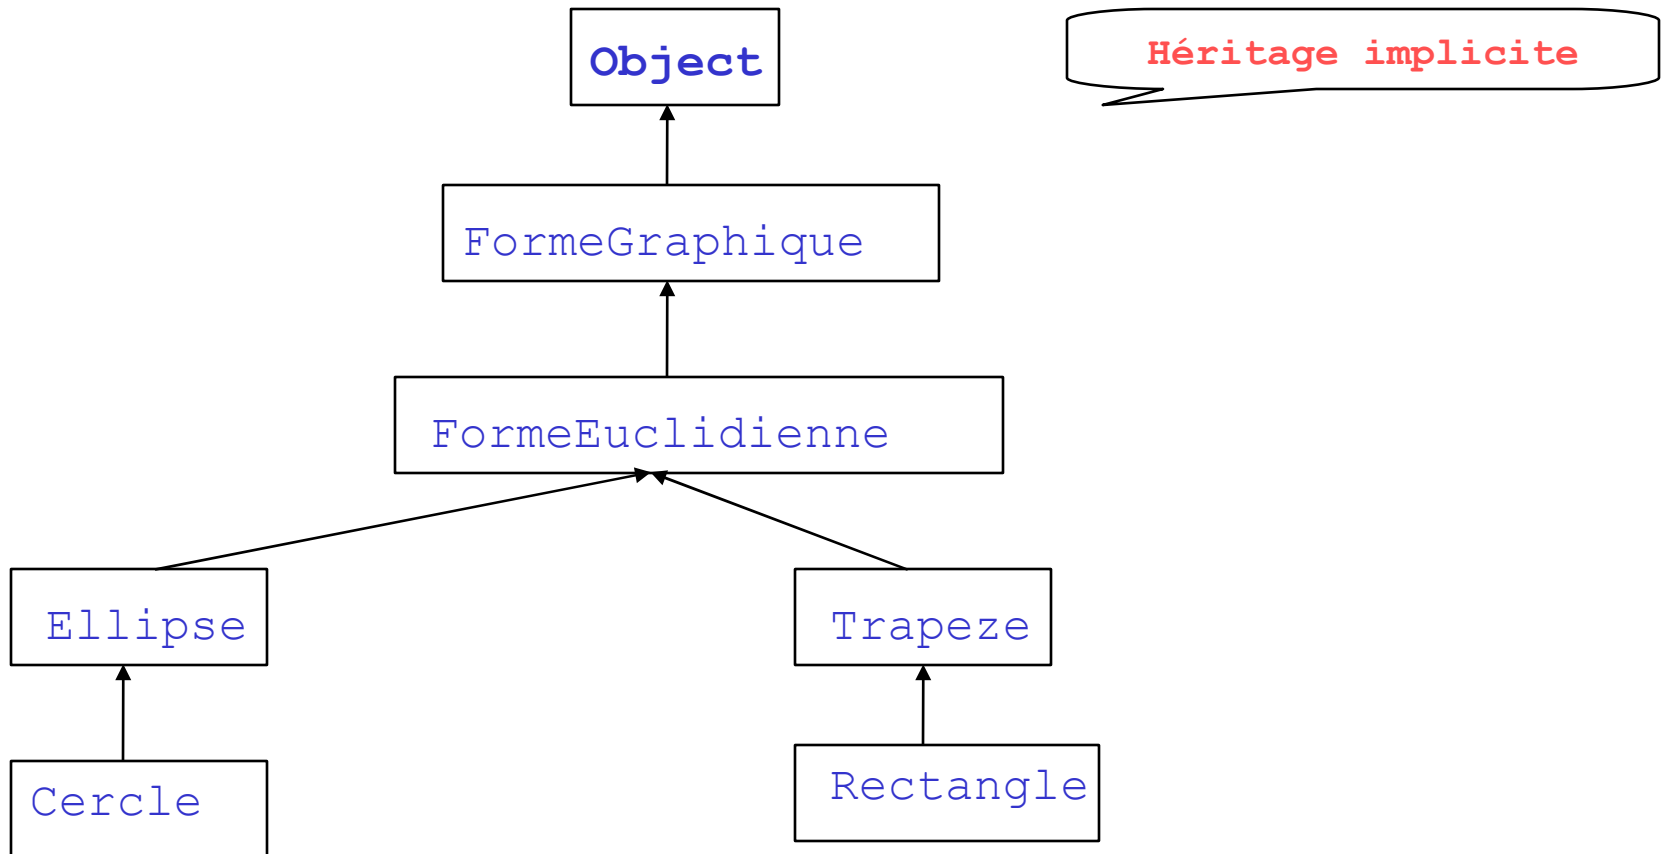 Object
Héritage implicite
FormeGraphique
FormeEuclidienne
Ellipse
Trapeze
Cercle
Rectangle